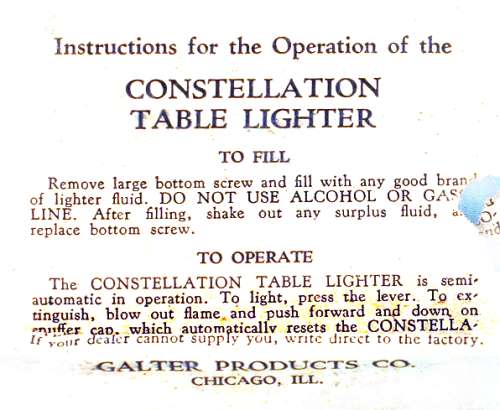 Instructions for the Operation of the
CONSTELLATION
TABLE LIGHTER
TO FILL
Remove large bottom screw and fill with any good brand
of lighter fluid. DO NOT USE ALCOHOL OR GAS
LINE. After filling, shake out any surplus fluid,
replace bottom screw.
TO OPERATE
The CONSTELLATION TABLE LIGHTER is semi-
automatic in operation. To light, press the lever. To ex-
tinguish, blow out flame and push forward and down on
snuffer cap, which automatically resets the CONSTELLA-
If your dealer cannot supply you, write direct to the factory.
GALTER PRODUCTS CO.
CHICAGO, ILL.